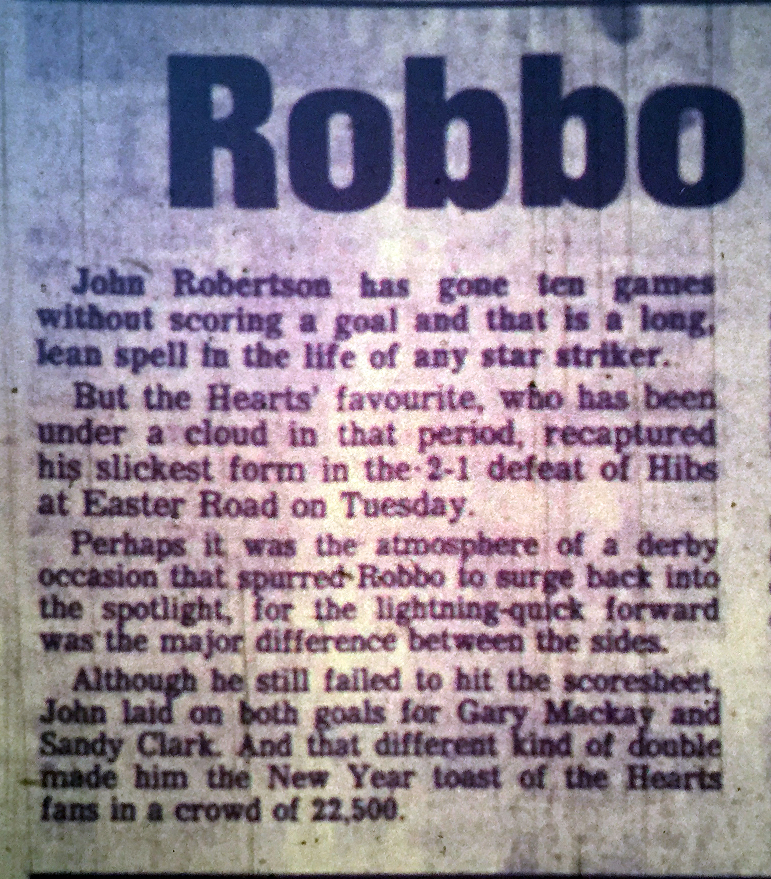 Robbo
John Robertson has gone ten games
without scoring a goal and that is a long,
lean spell in the life of any star striker.
But the Hearts' favourite, who has been
under a cloud in that period, recaptured
his slickest form in the 2-1 defeat of Hibs
at Easter Road on Tuesday.
Perhaps it was the atmosphere of a derby
occasion that spurred Robbo to surge back into
the spotlight, for the lightning-quick forward
was the major difference between the sides.
Although he still failed to hit the scoresheet,
John laid on both goals for Gary Mackay and
Sandy Clark. And that different kind of double
made him the New Year toast of the Hearts
fans in a crowd of 22,500.